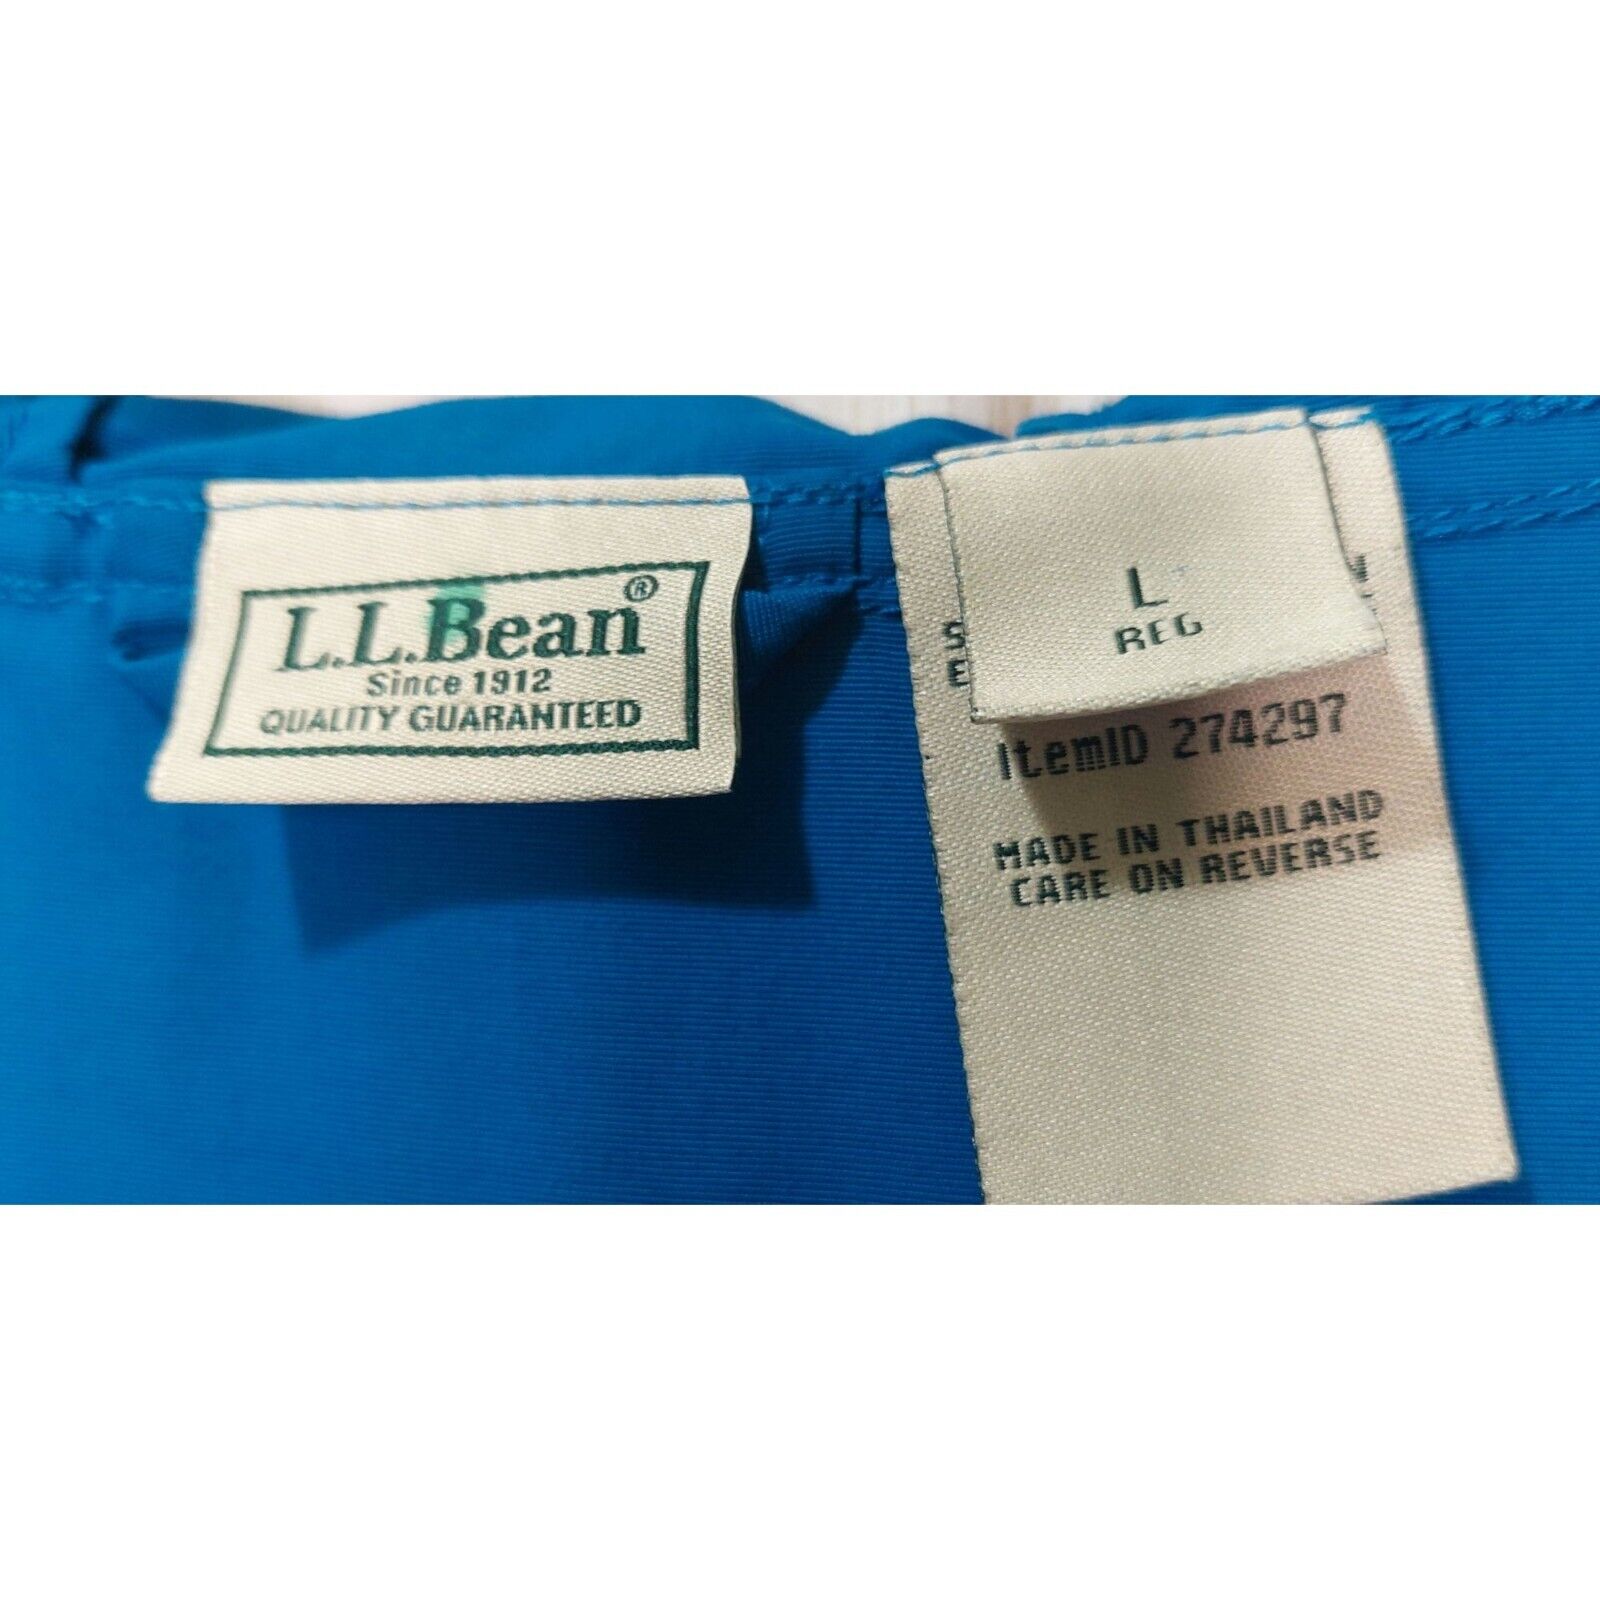 L.L.Bean®
Since 1912
QUALITY GUARANTEED
L
REG
ItemID 274297
MADE IN THAILAND
CARE ON REVERSE